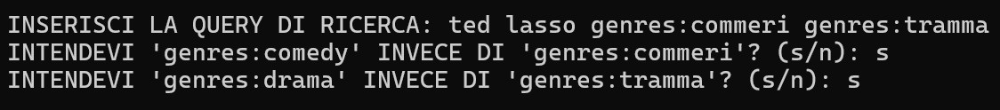 INSERISCI LA QUERY DI RICERCA: ted lasso genres:commeri genres:tramma
INTENDEVI 'genres:comedy' INVECE DI 'genres:commeri'? (s/n): s
INTENDEVI 'genres:drama' INVECE DI 'genres:tramma'? (s/n): s